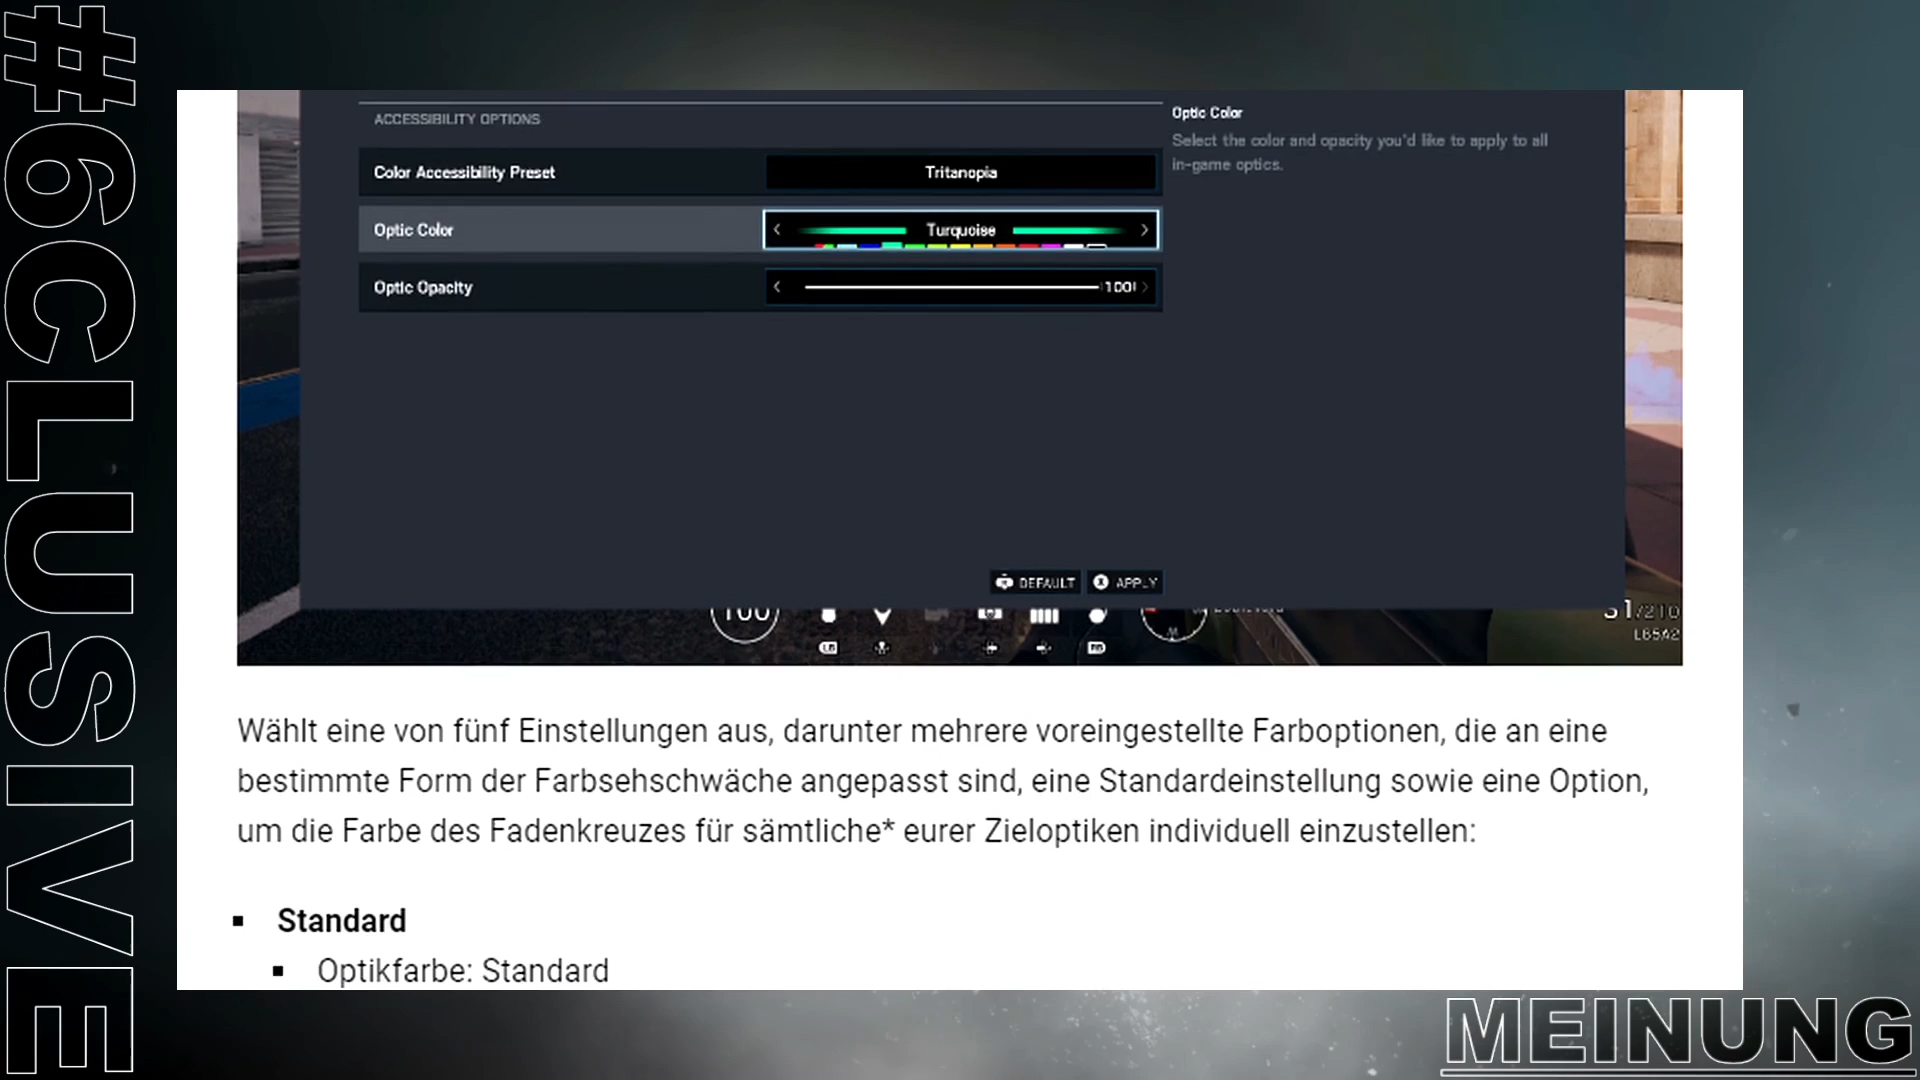 #6CLUSIVE
ACCESSIBILITY OPTIONS
Color Accessibility Preset
Tritanopia
Optic Color
Turquoise
Optic Opacity
100
Optic Color
Select the color and opacity you'd like to apply to all
in-game optics.
DEFAULT
APPLY
100
/210
L85A2
Wählt eine von fünf Einstellungen aus, darunter mehrere voreingestellte Farboptionen, die an eine
bestimmte Form der Farbsehschwäche angepasst sind, eine Standardeinstellung sowie eine Option,
um die Farbe des Fadenkreuzes für sämtliche* eurer Zieloptiken individuell einzustellen:
▪ Standard
▪ Optikfarbe: Standard
MEINUNG